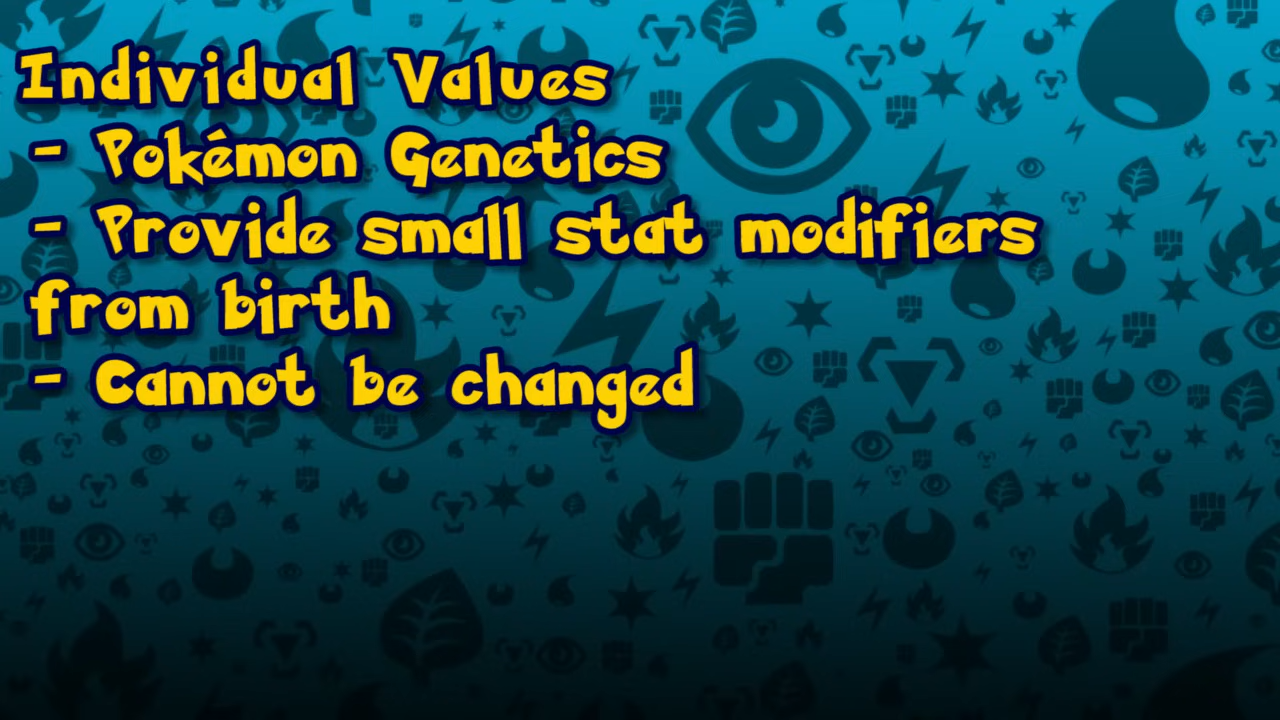 Individual Values
- Pokémon Genetics
- Provide small stat modifiers
from birth
- Cannot be changed